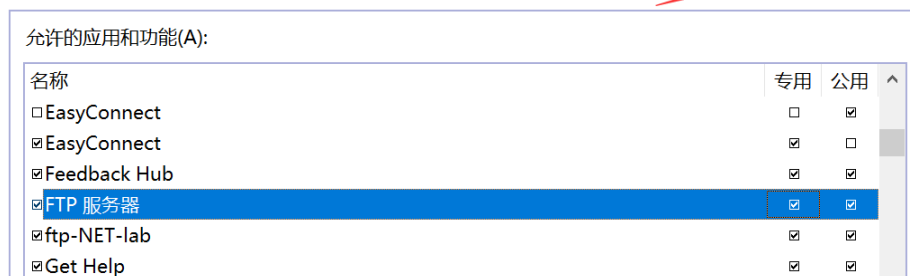 允许的应用和功能(A):
名称 专用 公用
EasyConnect
EasyConnect
Feedback Hub
FTP 服务器
ftp-NET-lab
Get Help